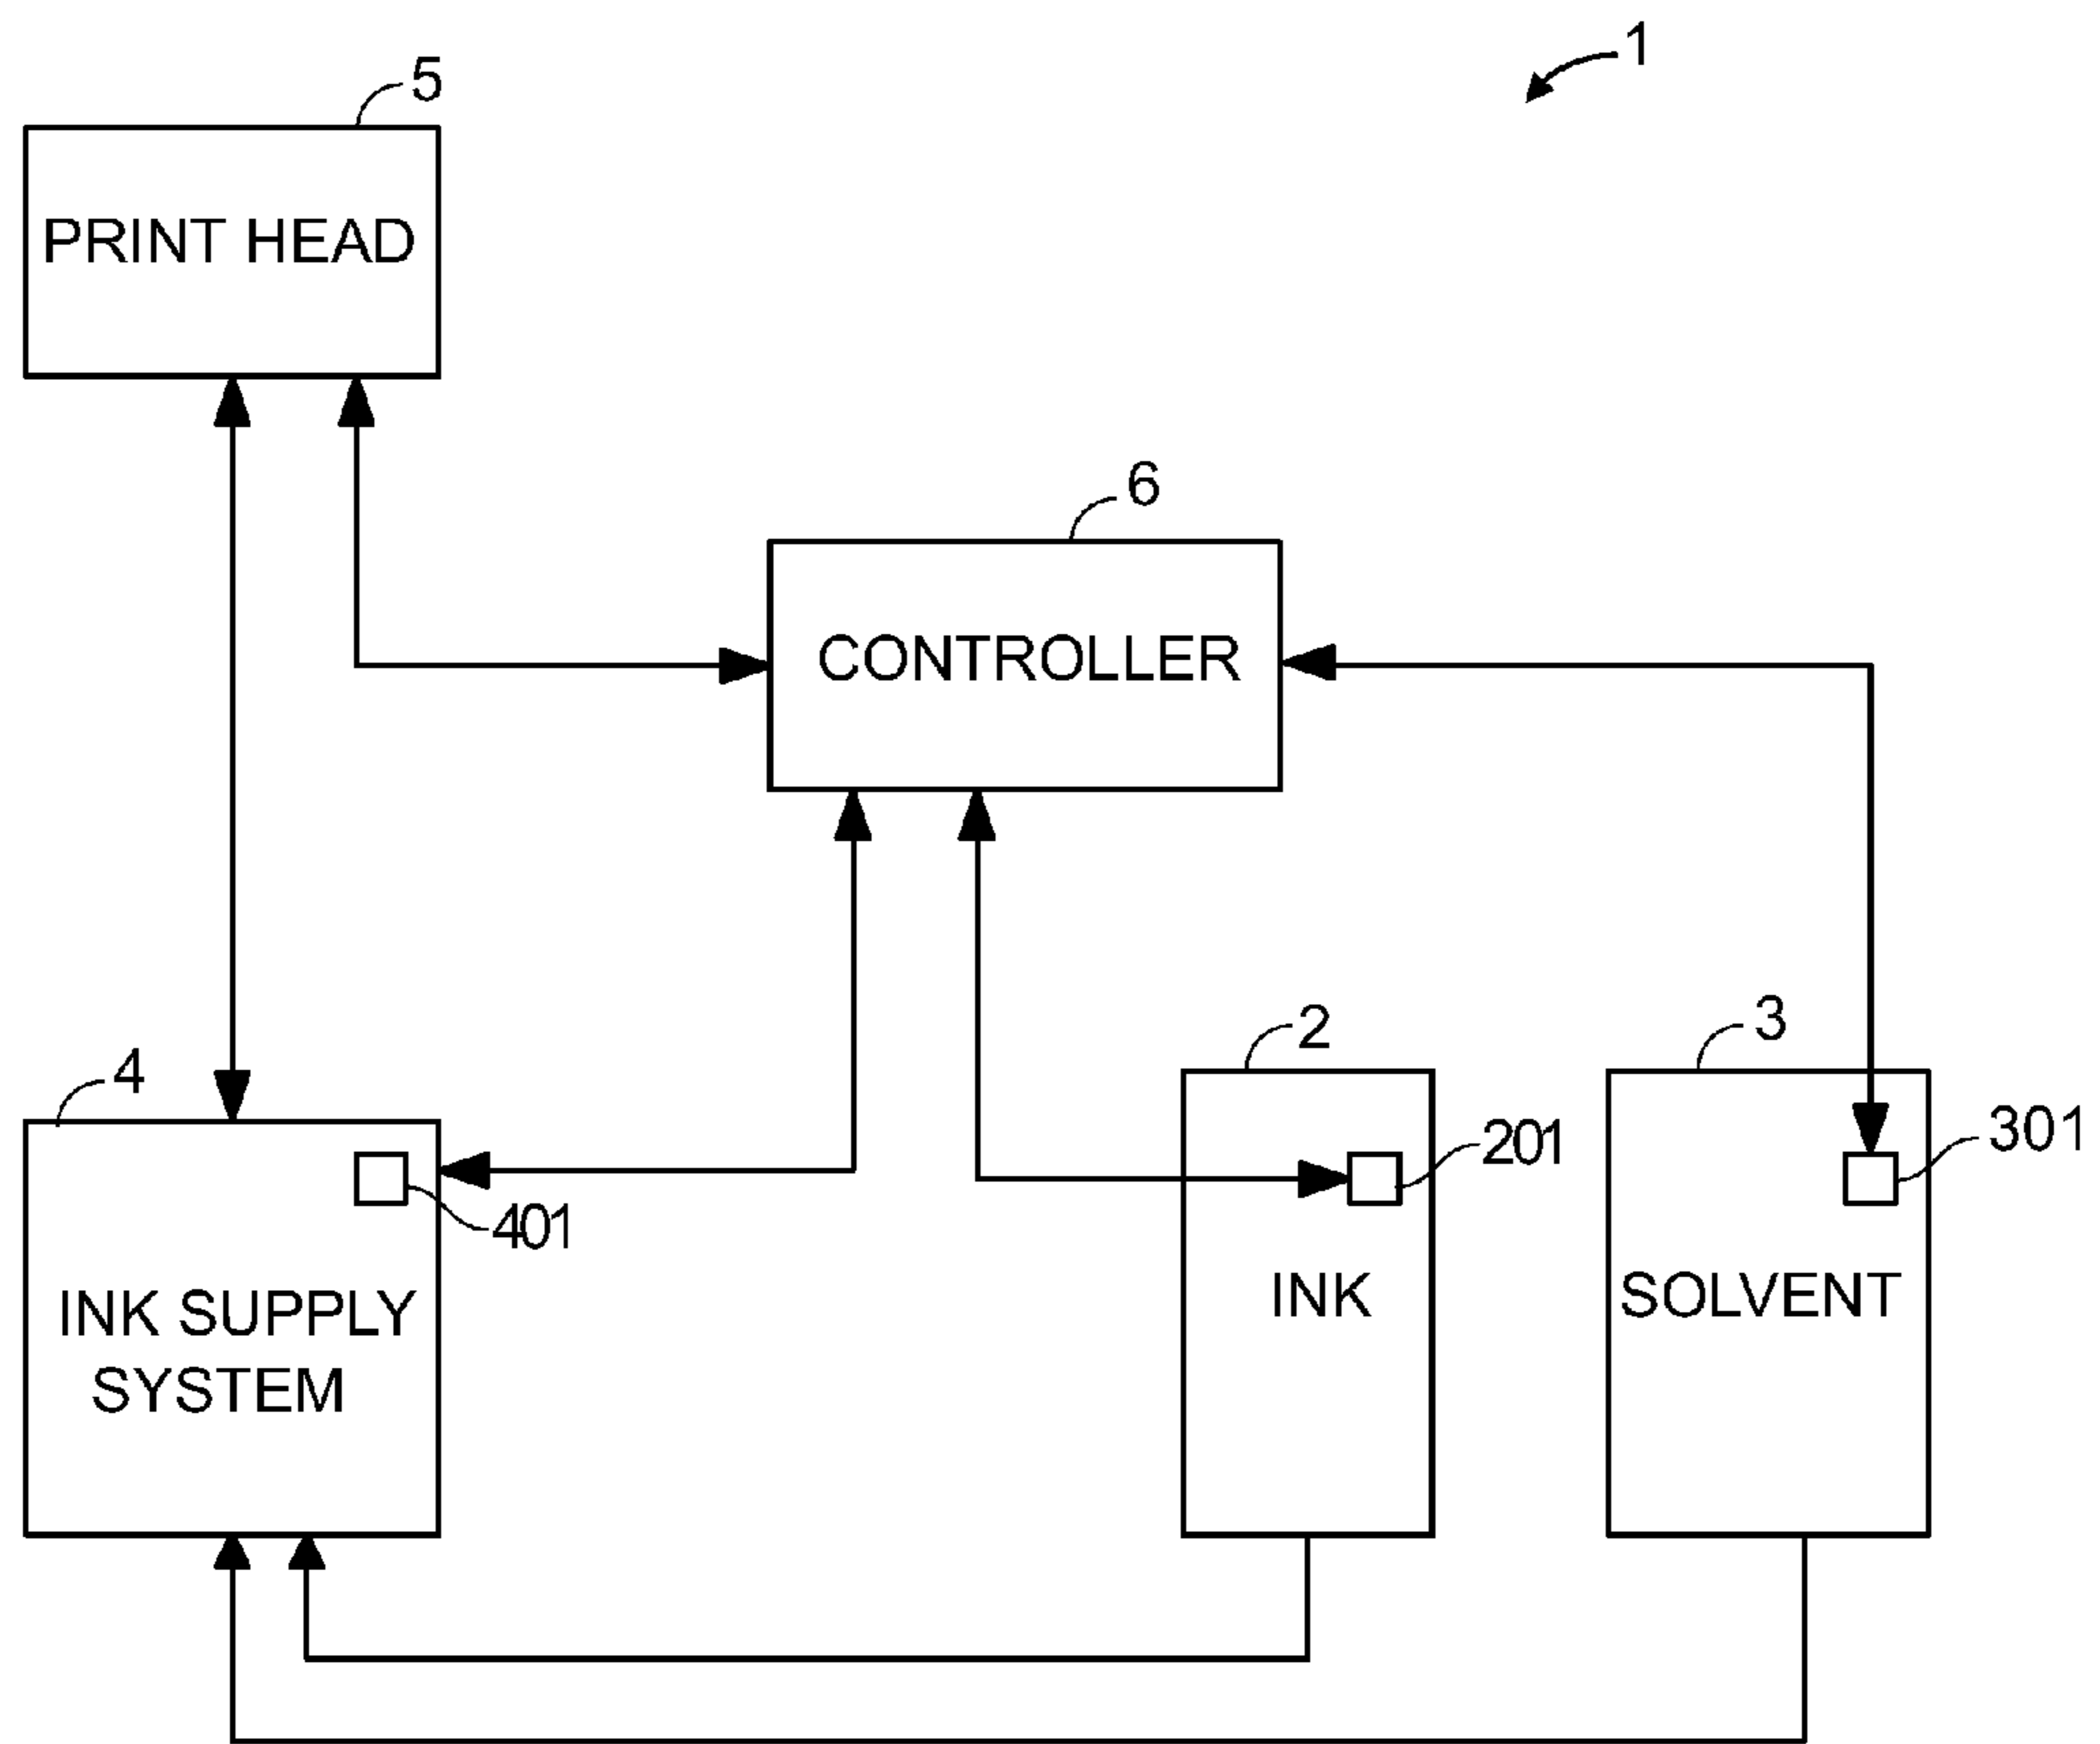 1
5
PRINT HEAD
6
CONTROLLER
2
3
4
201
301
401
INK SUPPLY
SYSTEM
INK
SOLVENT